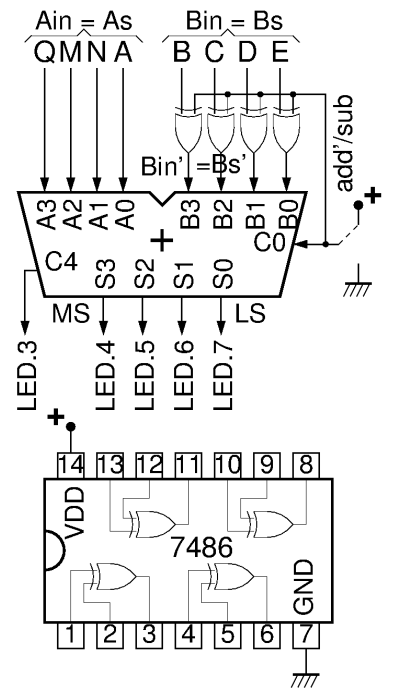 Ain = As Bin = Bs
Q M N A B C D E
add'/sub
Bin' = Bs'
+
A3 A2 A1 A0 B3 B2 B1 B0
+
C4 C0
S3 S2 S1 S0
MS LS
LED.3 LED.4 LED.5 LED.6 LED.7
+
14 13 12 11 10 9 8
VDD
7486
GND
1 2 3 4 5 6 7